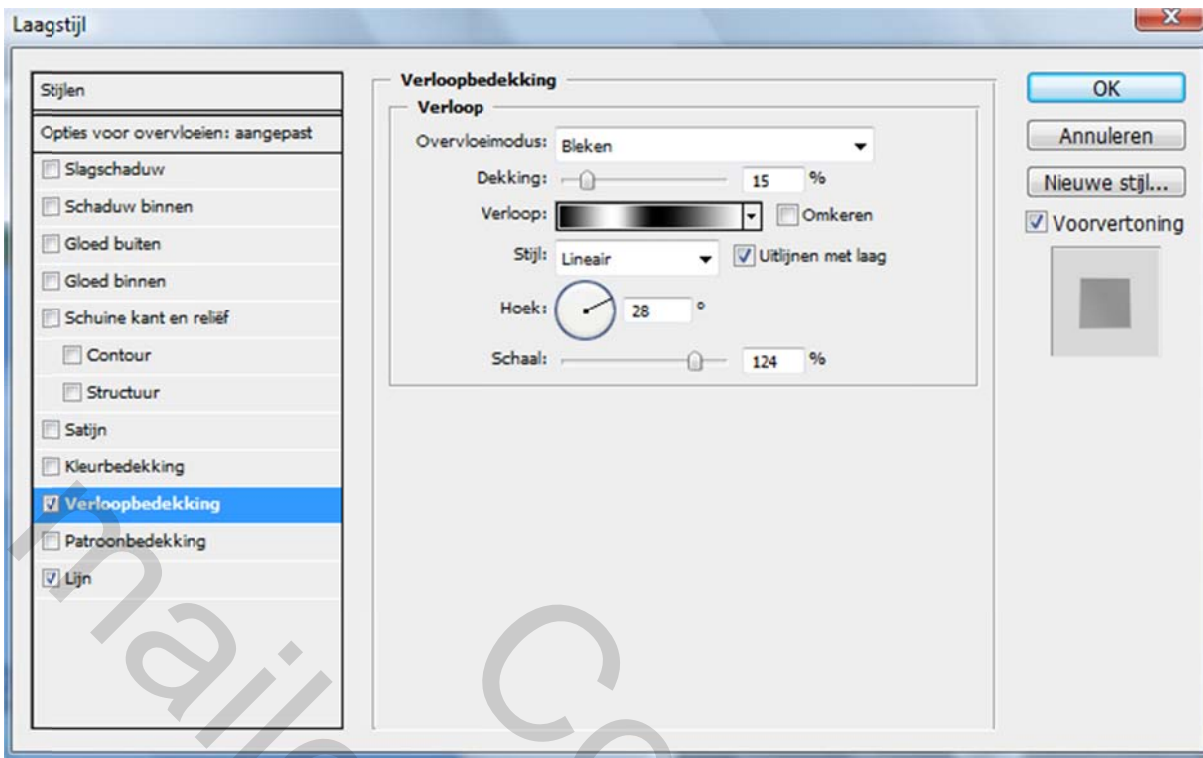 Laagstijl
Stijlen
Opties voor overvloeien: aangepast
Slagschaduw
Schaduw binnen
Gloed buiten
Gloed binnen
Schuine kant en reliëf
Contour
Structuur
Satijn
Kleurbedekking
Verloopbedekking
Patroonbedekking
Lijn
Verloopbedekking
Verloop
Overvloeimodus: Bleken
Dekking: 15 %
Verloop: Omkeren
Stijl: Lineair Uitlijnen met laag
Hoek: 28 °
Schaal: 124 %
OK
Annuleren
Nieuwe stijl...
Voorvertoning